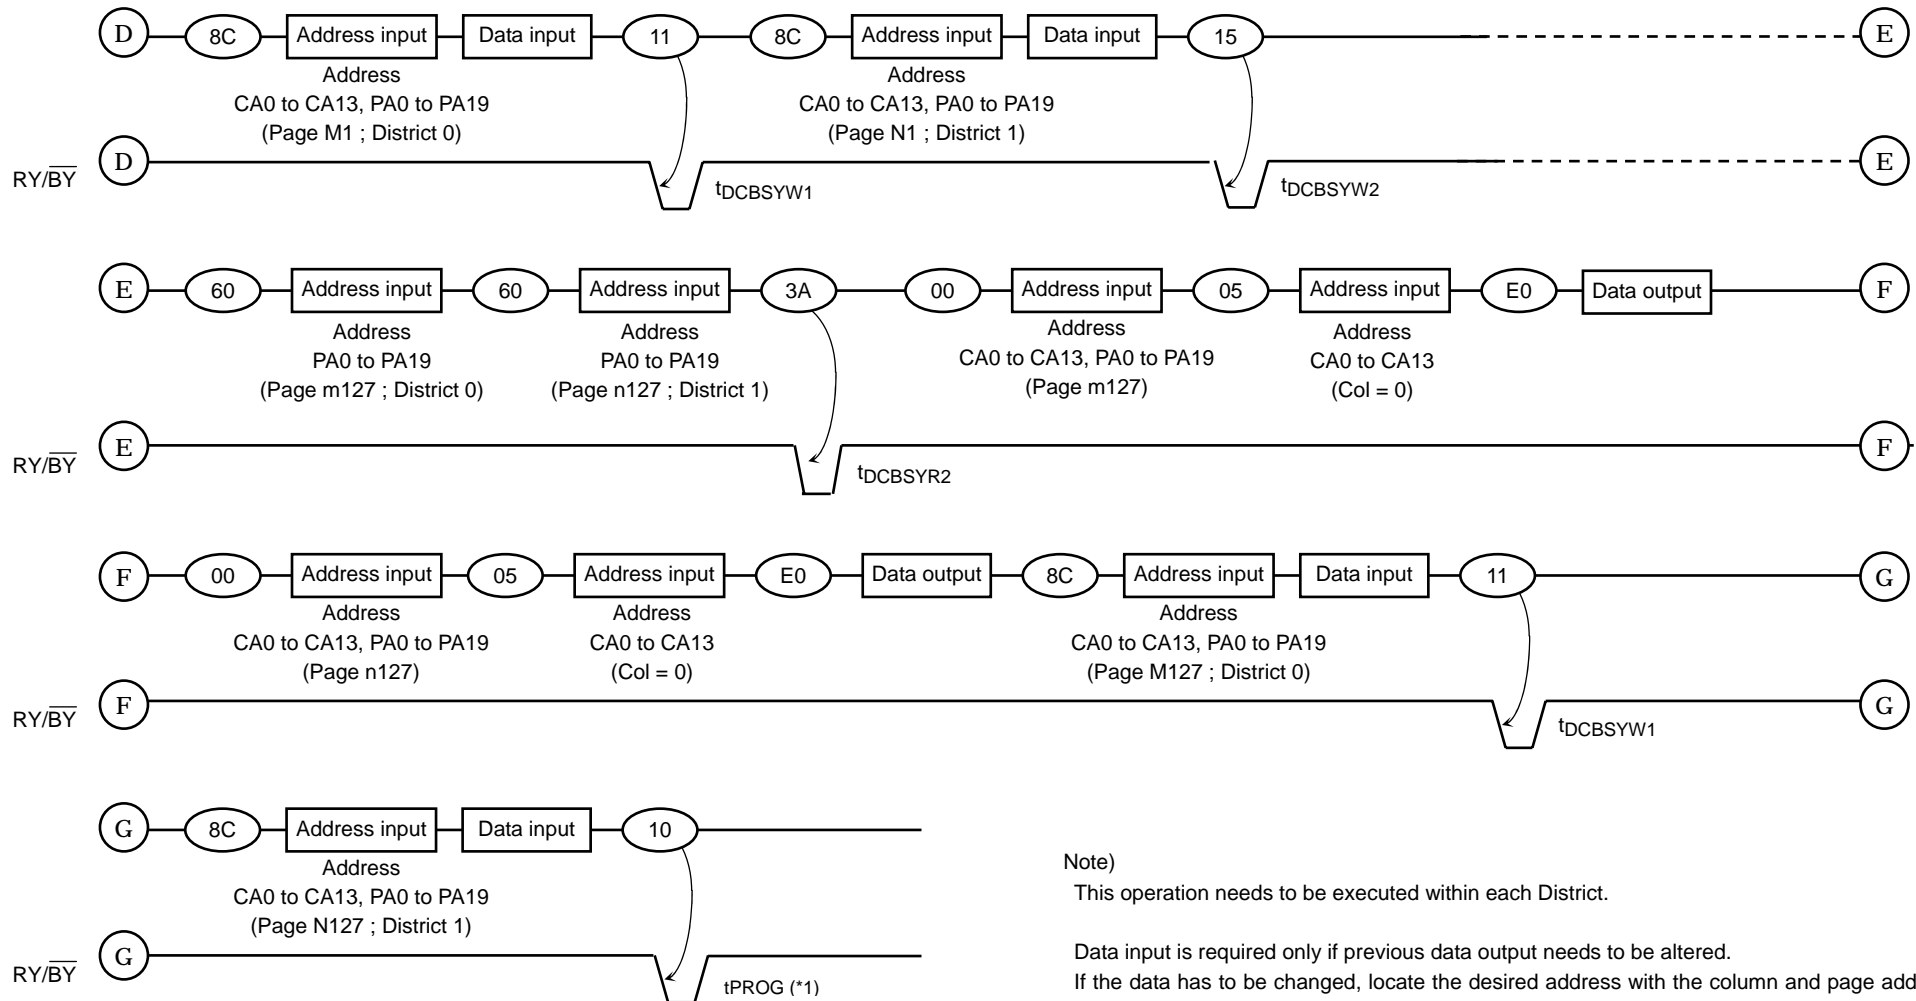 D 8C Address input Data input 11 8C Address input Data input 15 E
Address Address
CA0 to CA13, PA0 to PA19 CA0 to CA13, PA0 to PA19
(Page M1 ; District 0) (Page N1 ; District 1)
RY/BY D E
tDCBSYW1 tDCBSYW2
E 60 Address input 60 Address input 3A 00 Address input 05 Address input E0 Data output F
Address Address Address Address
PA0 to PA19 PA0 to PA19 CA0 to CA13, PA0 to PA19 CA0 to CA13
(Page m127 ; District 0) (Page n127 ; District 1) (Page m127) (Col = 0)
RY/BY E F
tDCBSYR2
F 00 Address input 05 Address input E0 Data output 8C Address input Data input 11 G
Address Address Address
CA0 to CA13, PA0 to PA19 CA0 to CA13 CA0 to CA13, PA0 to PA19
(Page n127) (Col = 0) (Page M127 ; District 0)
RY/BY F G
tDCBSYW1
G 8C Address input Data input 10
Address
CA0 to CA13, PA0 to PA19
(Page N127 ; District 1)
RY/BY G
tPROG (*1)
Note)
This operation needs to be executed within each District.
Data input is required only if previous data output needs to be altered.
If the data has to be changed, locate the desired address with the column and page add